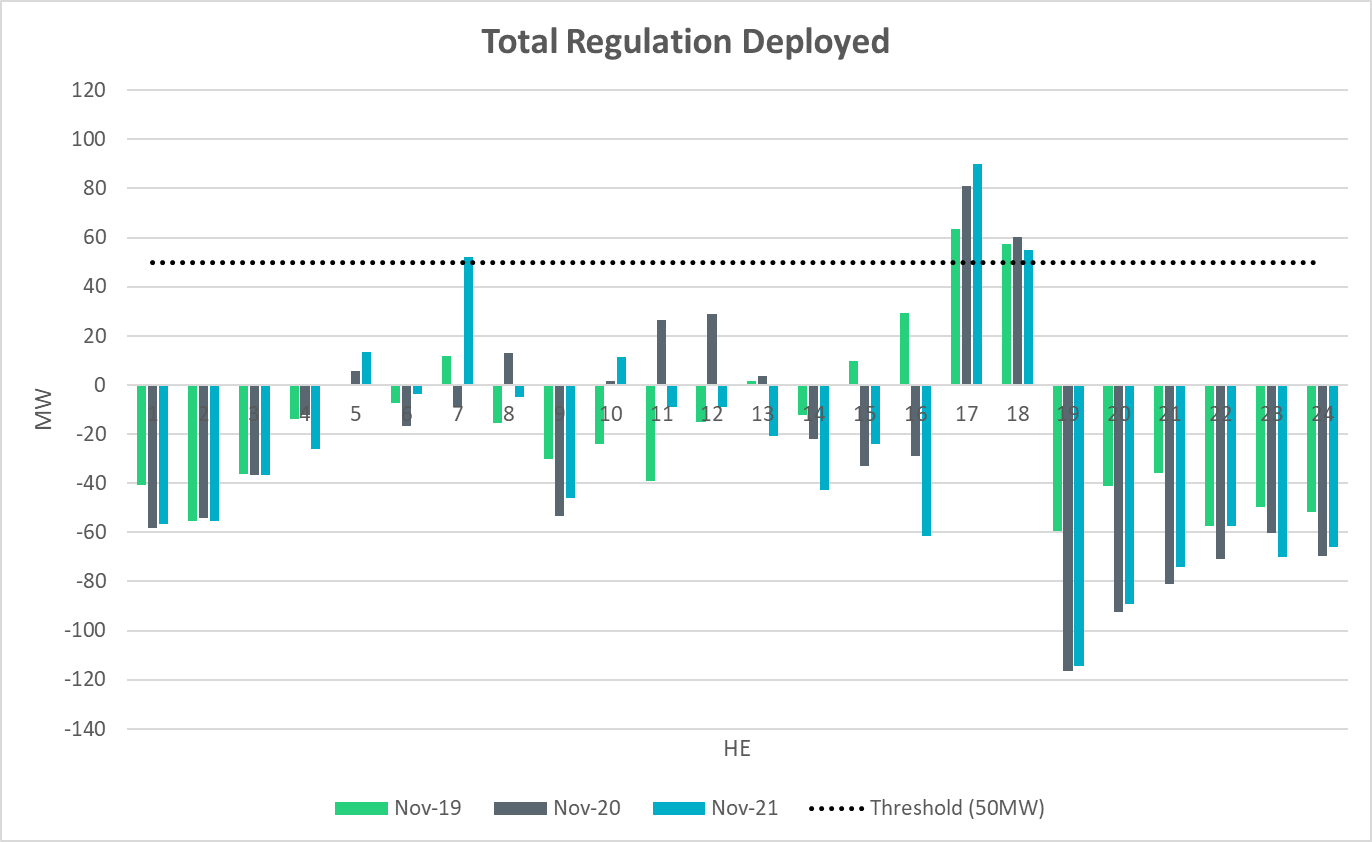 Total Regulation Deployed
120
100
80
60
40
20
0
-20
-40
-60
-80
-100
-120
-140
MW
1 2 3 4 5 6 7 8 9 10 11 12 13 14 15 16 17 18 19 20 21 22 23 24
HE
Nov-19 Nov-20 Nov-21 Threshold (50MW)